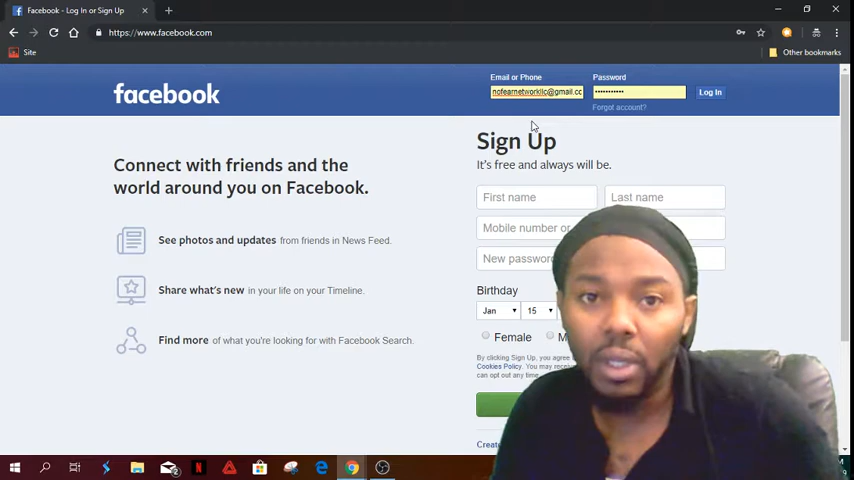 Facebook - Log In or Sign Up
https://www.facebook.com
Site
Other bookmarks
facebook
Email or Phone
Password
nofearnetworkllc@gmail.cc
Log In
Forgot account?
Sign Up
It's free and always will be.
Connect with friends and the
world around you on Facebook.
First name
Last name
Mobile number or
New password
See photos and updates from friends in News Feed.
Share what's new in your life on your Timeline.
Find more of what you're looking for with Facebook Search.
Birthday
Jan
15
Female
By clicking Sign Up, you agree
Cookies Policy. You may receive
can opt out any time.